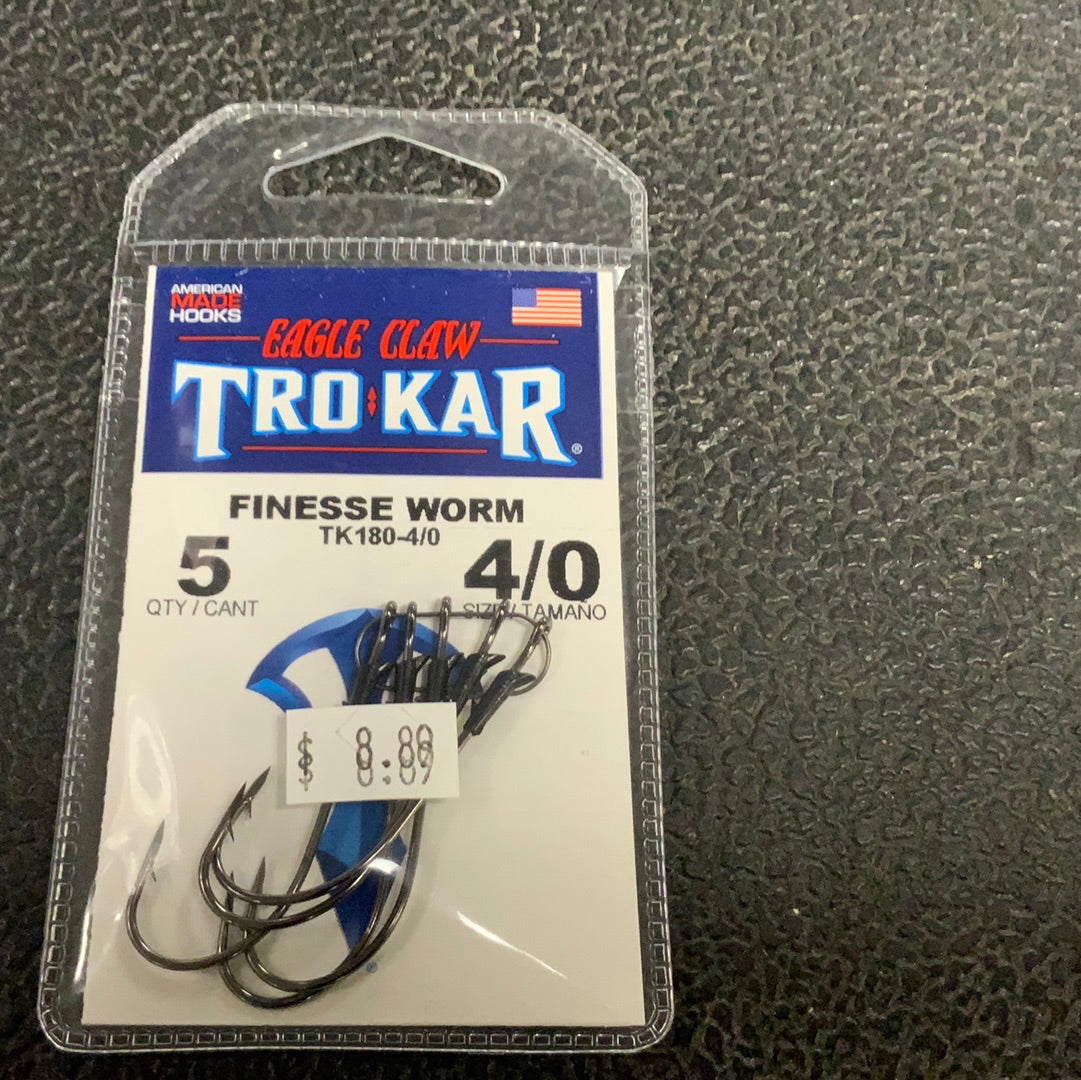 AMERICAN
MADE
HOOKS
EAGLE CLAW
TRO KAR®
FINESSE WORM
TK180-4/0
5
QTY / CANT
4/0
SIZE / TAMAÑO
$ 8.89